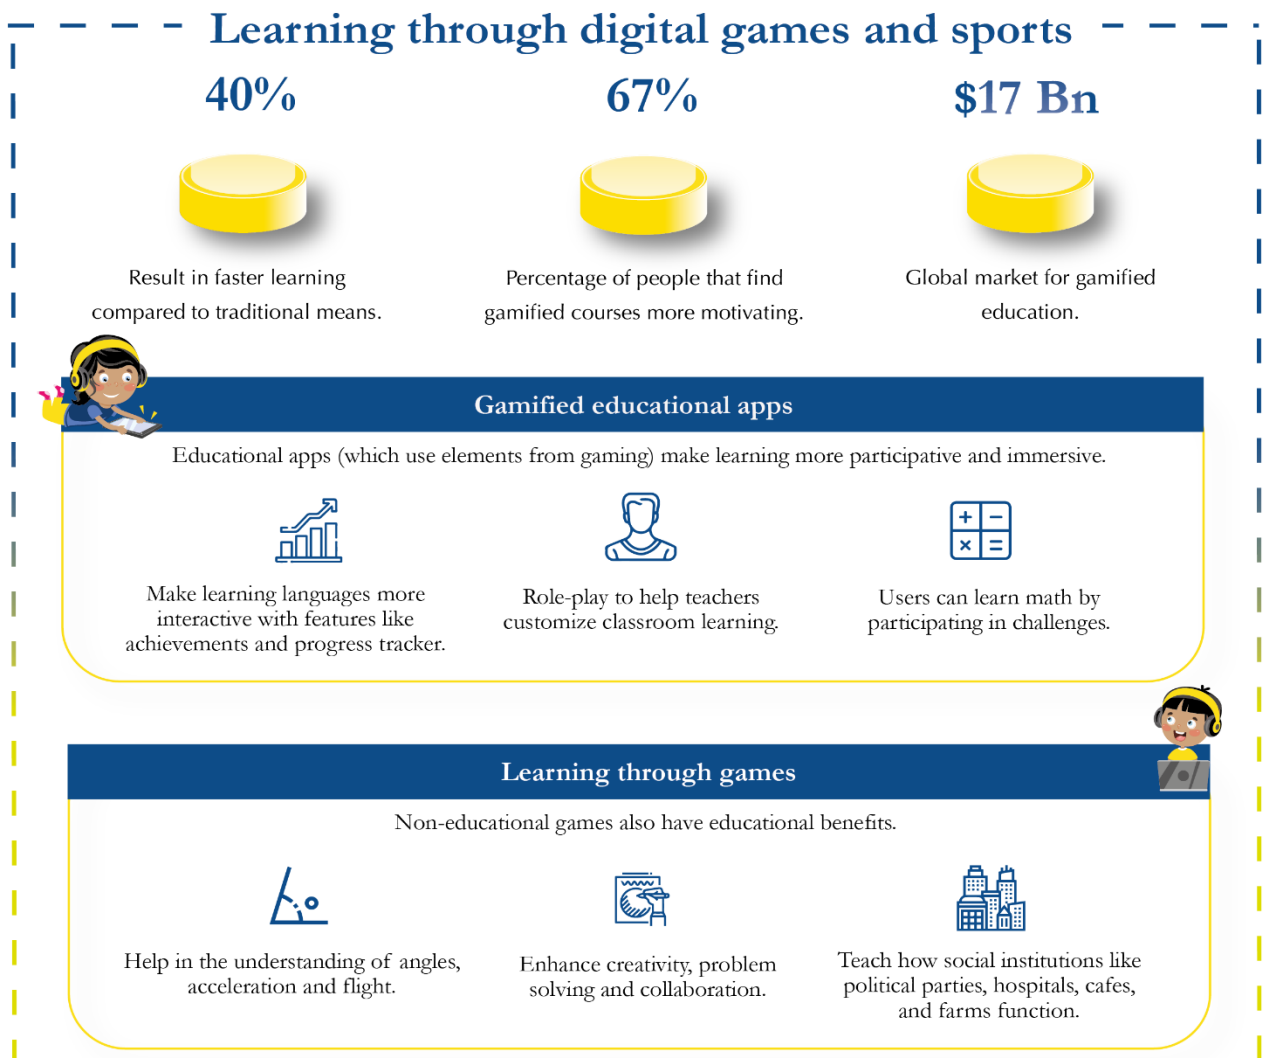 Learning through digital games and sports
40%
67%
$17 Bn
Result in faster learning
compared to traditional means.
Percentage of people that find
gamified courses more motivating.
Global market for gamified
education.
Gamified educational apps
Educational apps (which use elements from gaming) make learning more participative and immersive.
Make learning languages more
interactive with features like
achievements and progress tracker.
Role-play to help teachers
customize classroom learning.
Users can learn math by
participating in challenges.
Learning through games
Non-educational games also have educational benefits.
Help in the understanding of angles,
acceleration and flight.
Enhance creativity, problem
solving and collaboration.
Teach how social institutions like
political parties, hospitals, cafes,
and farms function.